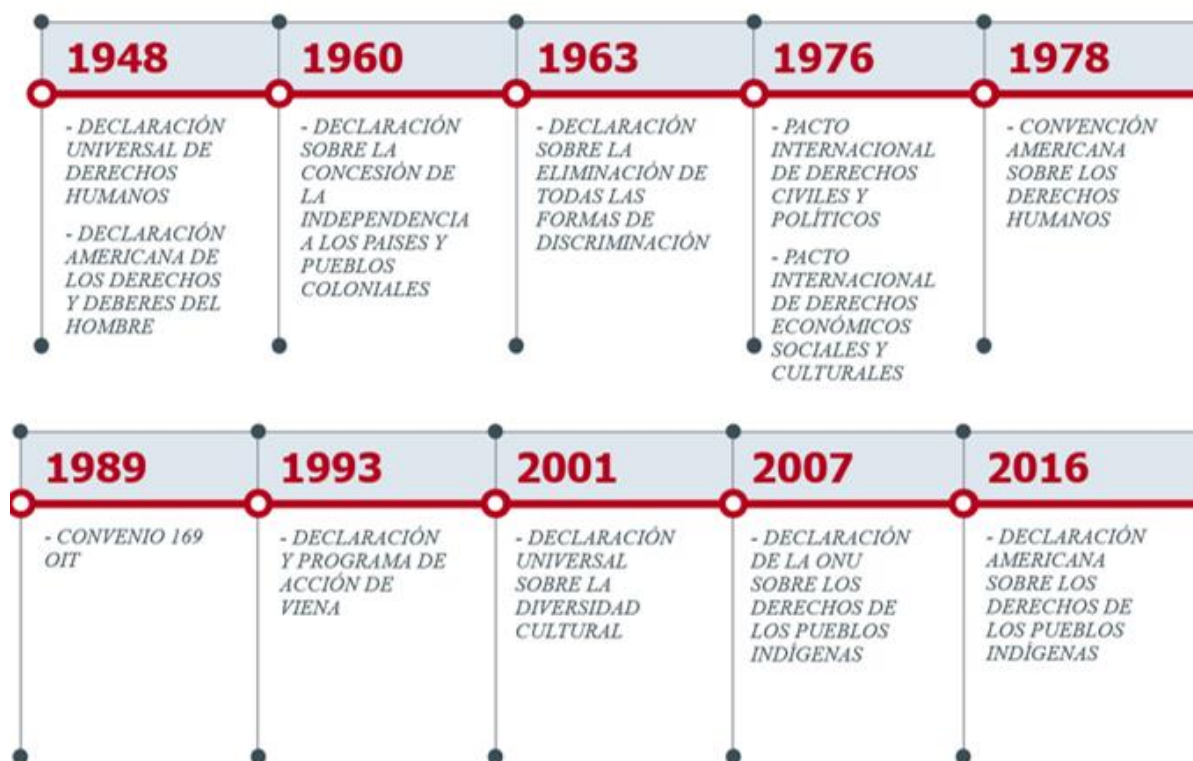 1948
- DECLARACIÓN
UNIVERSAL DE
DERECHOS
HUMANOS
- DECLARACIÓN
AMERICANA DE
LOS DERECHOS
Y DEBERES DEL
HOMBRE
1960
- DECLARACIÓN
SOBRE LA
CONCESIÓN DE
LA
INDEPENDENCIA
A LOS PAISES Y
PUEBLOS
COLONIALES
1963
- DECLARACIÓN
SOBRE LA
ELIMINACIÓN DE
TODAS LAS
FORMAS DE
DISCRIMINACIÓN
1976
- PACTO
INTERNACIONAL
DE DERECHOS
CIVILES Y
POLÍTICOS
- PACTO
INTERNACIONAL
DE DERECHOS
ECONÓMICOS
SOCIALES Y
CULTURALES
1978
- CONVENCIÓN
AMERICANA
SOBRE LOS
DERECHOS
HUMANOS
1989
- CONVENIO 169
OIT
1993
- DECLARACIÓN
Y PROGRAMA DE
ACCIÓN DE
VIENA
2001
- DECLARACIÓN
UNIVERSAL
SOBRE LA
DIVERSIDAD
CULTURAL
2007
- DECLARACIÓN
DE LA ONU
SOBRE LOS
DERECHOS DE
LOS PUEBLOS
INDÍGENAS
2016
- DECLARACIÓN
AMERICANA
SOBRE LOS
DERECHOS DE
LOS PUEBLOS
INDÍGENAS